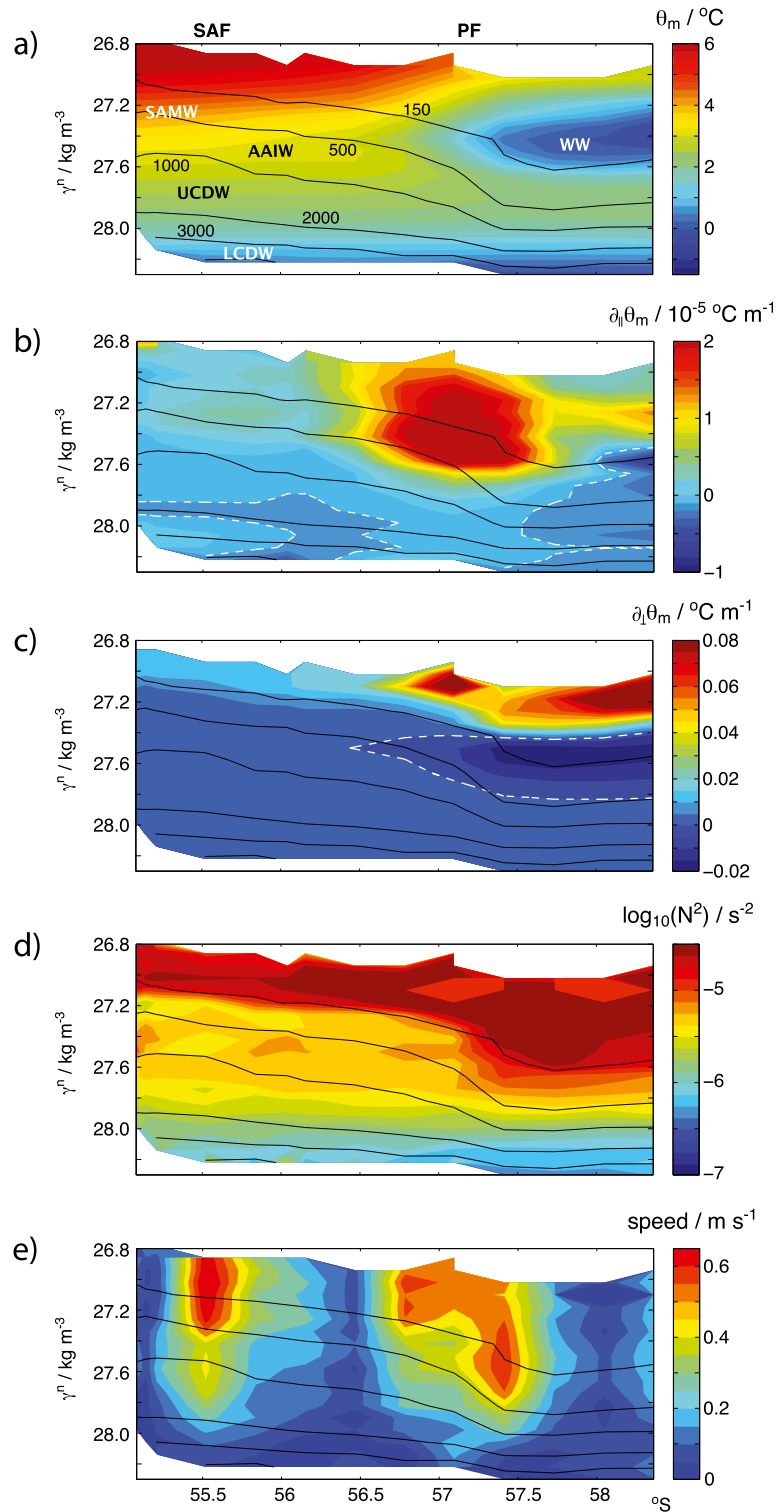 SAF PF
a)
θm / °C
26.8
27.2
27.6
28.0
γⁿ / kg m⁻³
SAMW
AAIW
WW
UCDW
LCDW
150
500
1000
2000
3000
6
4
2
0
b)
∂∥θm / 10⁻⁵ °C m⁻¹
26.8
27.2
27.6
28.0
γⁿ / kg m⁻³
2
1
0
−1
c)
∂⊥θm / °C m⁻¹
26.8
27.2
27.6
28.0
γⁿ / kg m⁻³
0.08
0.06
0.04
0.02
0
−0.02
d)
log₁₀(N²) / s⁻²
26.8
27.2
27.6
28.0
γⁿ / kg m⁻³
−5
−6
−7
e)
speed / m s⁻¹
26.8
27.2
27.6
28.0
γⁿ / kg m⁻³
0.6
0.4
0.2
0
55.5 56 56.5 57 57.5 58 °S